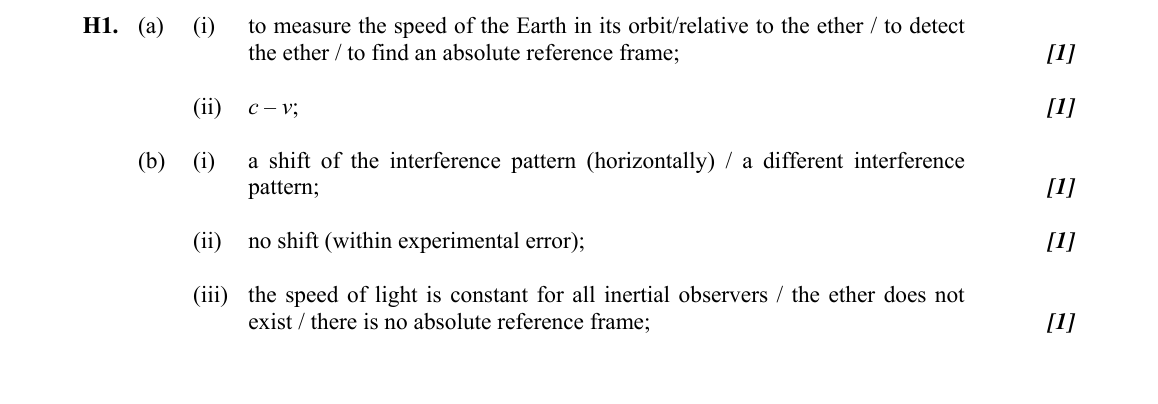 H1. (a) (i) to measure the speed of the Earth in its orbit/relative to the ether / to detect
the ether / to find an absolute reference frame; [1]
(ii) c – v; [1]
(b) (i) a shift of the interference pattern (horizontally) / a different interference
pattern; [1]
(ii) no shift (within experimental error); [1]
(iii) the speed of light is constant for all inertial observers / the ether does not
exist / there is no absolute reference frame; [1]